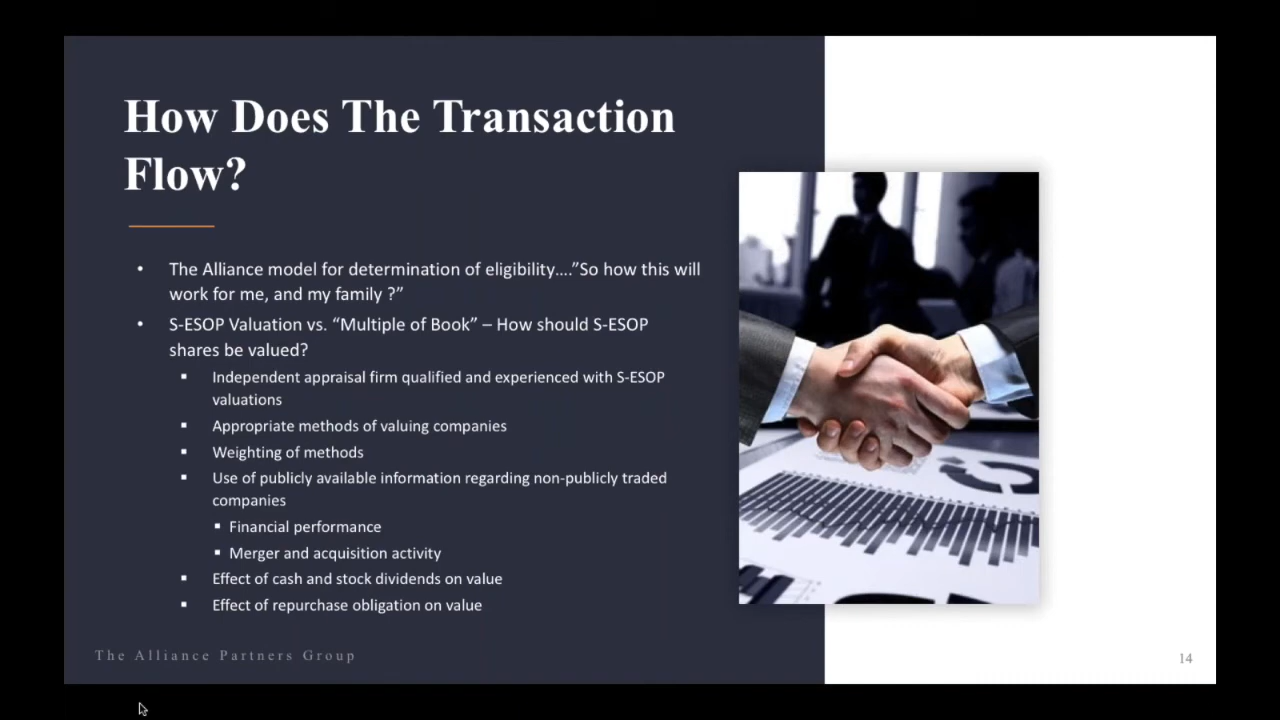 How Does The Transaction
Flow?
• The Alliance model for determination of eligibility....”So how this will
work for me, and my family ?”
• S-ESOP Valuation vs. “Multiple of Book” – How should S-ESOP
shares be valued?
▪ Independent appraisal firm qualified and experienced with S-ESOP
valuations
▪ Appropriate methods of valuing companies
▪ Weighting of methods
▪ Use of publicly available information regarding non-publicly traded
companies
▪ Financial performance
▪ Merger and acquisition activity
▪ Effect of cash and stock dividends on value
▪ Effect of repurchase obligation on value
The Alliance Partners Group
14